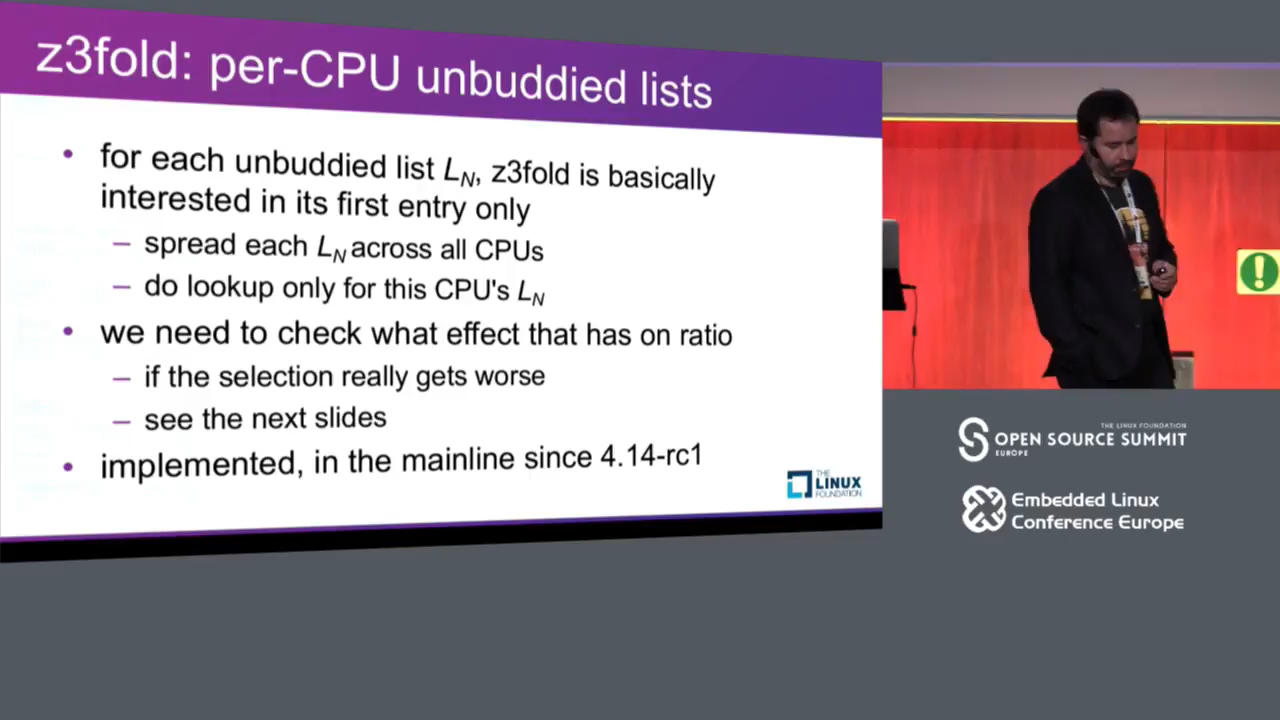 z3fold: per-CPU unbuddied lists
• for each unbuddied list LN, z3fold is basically
interested in its first entry only
– spread each LN across all CPUs
– do lookup only for this CPU's LN
• we need to check what effect that has on ratio
– if the selection really gets worse
– see the next slides
• implemented, in the mainline since 4.14-rc1
THE
LINUX
FOUNDATION
THE LINUX FOUNDATION
OPEN SOURCE SUMMIT
EUROPE
Embedded Linux
Conference Europe